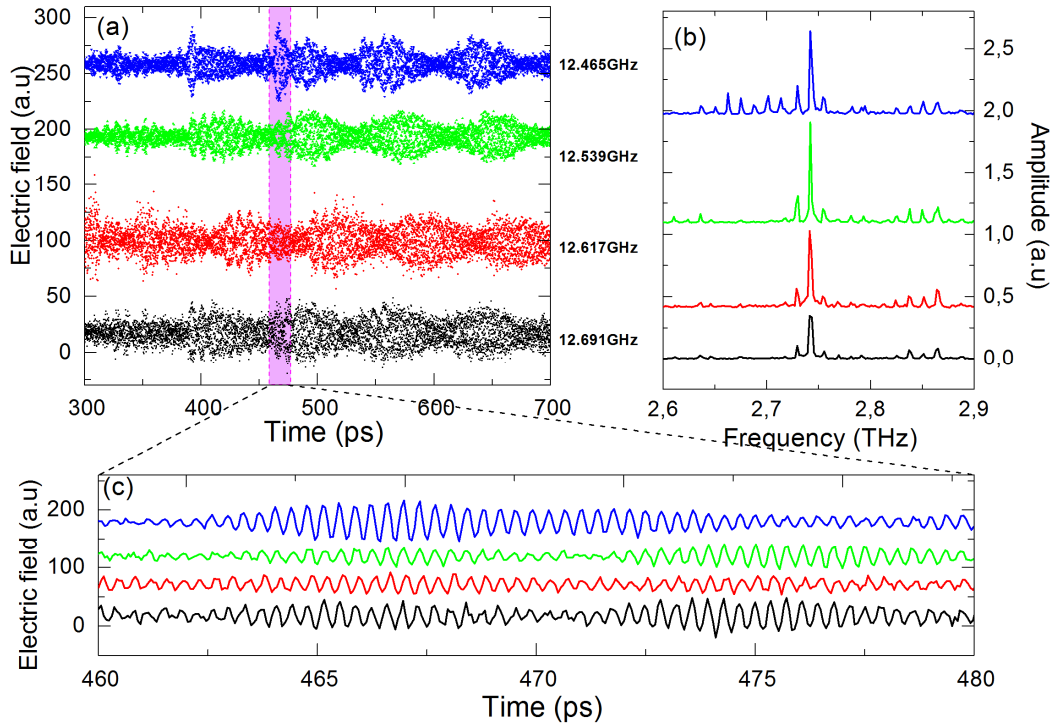 (a)
300
250
200
150
100
50
0
Electric field (a.u)
300 400 500 600 700
Time (ps)
12.465GHz
12.539GHz
12.617GHz
12.691GHz
(b)
2,5
2,0
1,5
1,0
0,5
0,0
Amplitude (a.u)
2,6 2,7 2,8 2,9
Frequency (THz)
(c)
200
100
0
Electric field (a.u)
460 465 470 475 480
Time (ps)